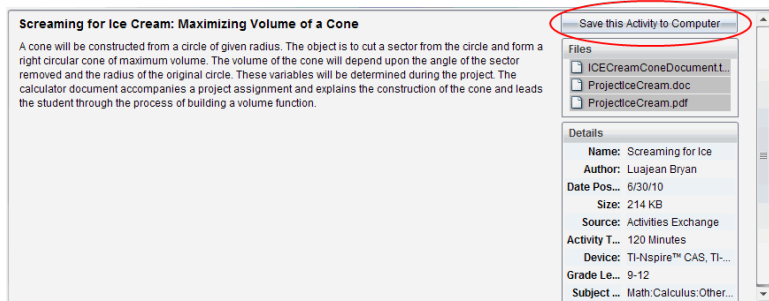 Screaming for Ice Cream: Maximizing Volume of a Cone
A cone will be constructed from a circle of given radius. The object is to cut a sector from the circle and form a
right circular cone of maximum volume. The volume of the cone will depend upon the angle of the sector
removed and the radius of the original circle. These variables will be determined during the project. The
calculator document accompanies a project assignment and explains the construction of the cone and leads
the student through the process of building a volume function.
Save this Activity to Computer
Files
ICECreamConeDocument.t...
ProjectIceCream.doc
ProjectIceCream.pdf
Details
Name: Screaming for Ice
Author: Luajean Bryan
Date Pos... 6/30/10
Size: 214 KB
Source: Activities Exchange
Activity T... 120 Minutes
Device: TI-Nspire™ CAS, TI-...
Grade Le... 9-12
Subject ... Math:Calculus:Other...